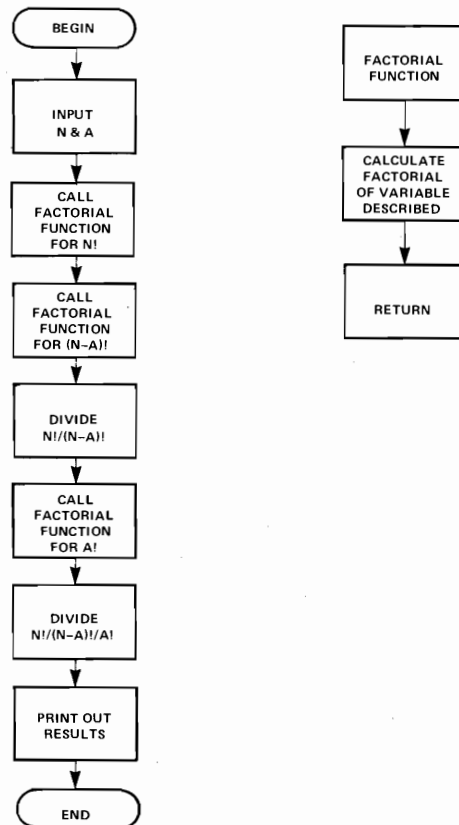 BEGIN
INPUT
N & A
CALL
FACTORIAL
FUNCTION
FOR N!
CALL
FACTORIAL
FUNCTION
FOR (N–A)!
DIVIDE
N!/(N–A)!
CALL
FACTORIAL
FUNCTION
FOR A!
DIVIDE
N!/(N–A)!/A!
PRINT OUT
RESULTS
END
FACTORIAL
FUNCTION
CALCULATE
FACTORIAL
OF VARIABLE
DESCRIBED
RETURN